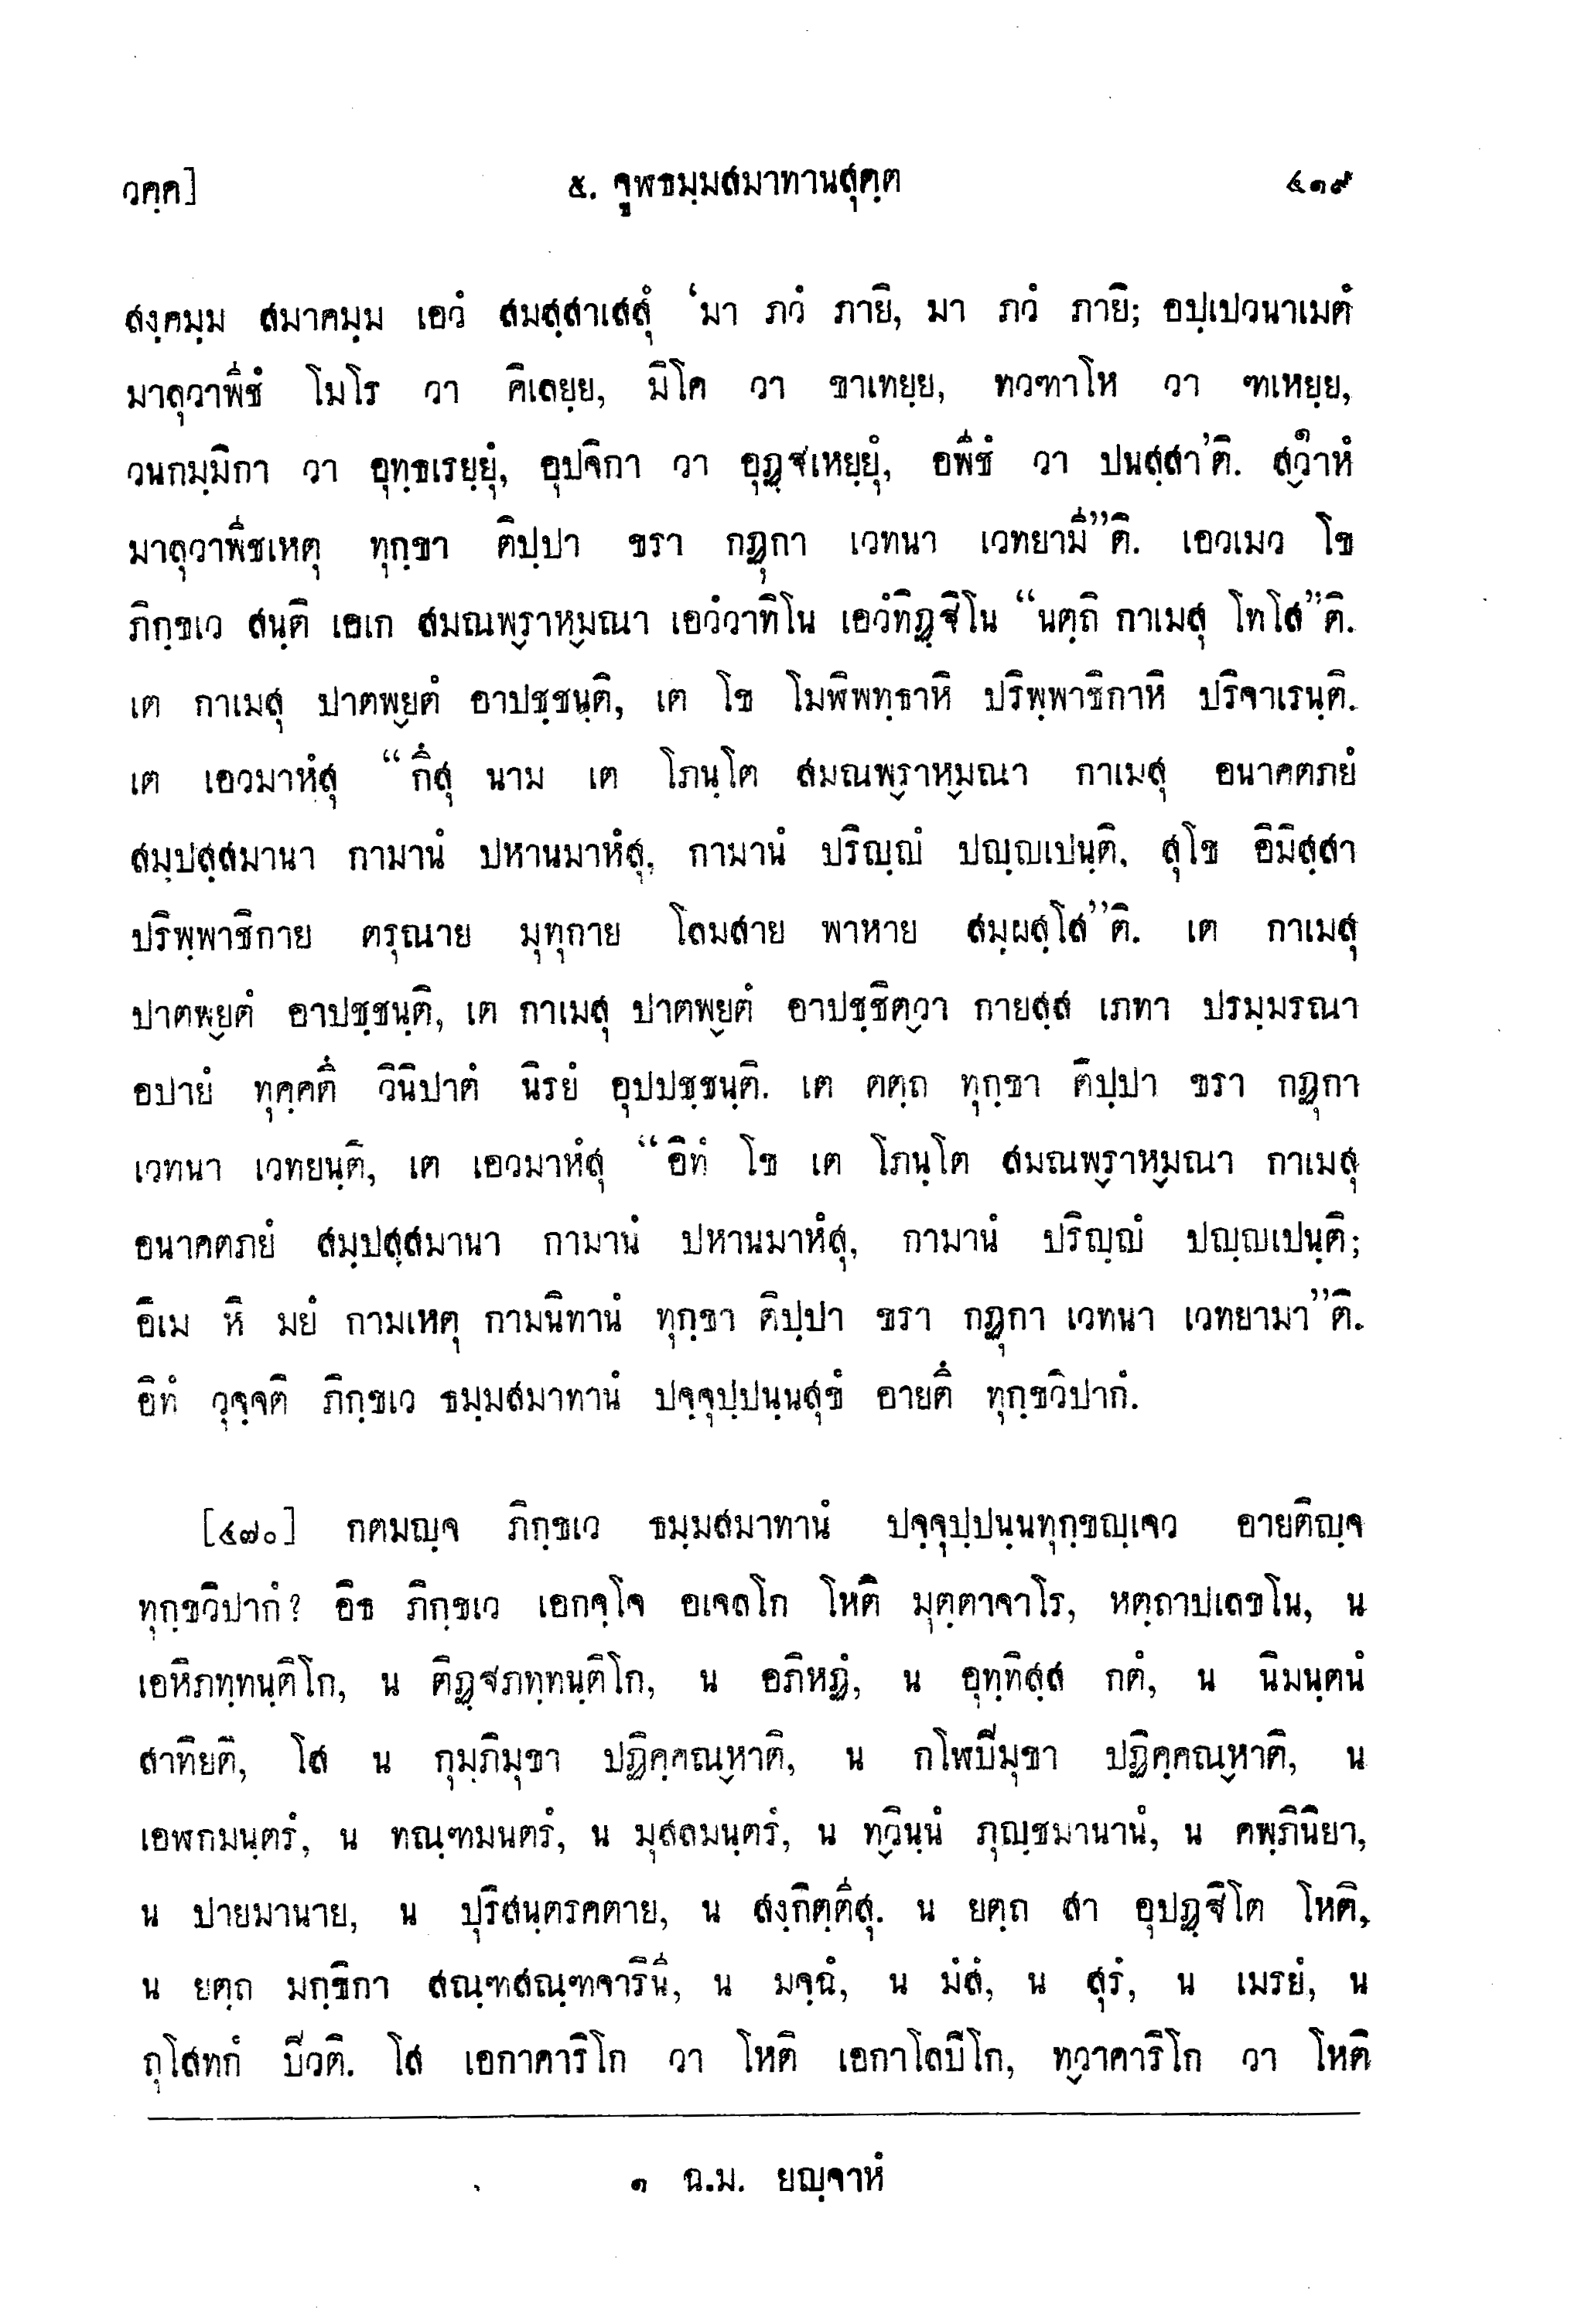 วคฺค]
๕. จูฬธมฺมสมาทานสุตฺต
๔๑๙
สงฺคมฺม สมาคมฺม เอวํ สมสฺสาเสสุํ ‘มา ภวํ ภายิ, มา ภวํ ภายิ; อปฺเปวนาเมตํ
มาลุวาพีชํ โมโร วา คิเลยฺย, มิโค วา ขาเทยฺย, ทวฑาโห วา ฑเหยฺย,
วนกมฺมิกา วา อุทฺธเรยฺยุํ, อุปจิกา วา อุฏฺฐเหยฺยุํ, อพีชํ วา ปนสฺสา’ติ. สฺวาหํ๑
มาลุวาพีชเหตุ ทุกฺขา ติปฺปา ขรา กฏุกา เวทนา เวทยามี”ติ. เอวเมว โข
ภิกฺขเว สนฺติ เอเก สมณพฺราหฺมณา เอวํวาทิโน เอวํทิฏฺฐิโน “นตฺถิ กาเมสุ โทโส”ติ.
เต กาเมสุ ปาตพฺยตํ อาปชฺชนฺติ, เต โข โมฬิพทฺธาหิ ปริพฺพาชิกาหิ ปริจาเรนฺติ.
เต เอวมาหํสุ “กึสุ นาม เต โภนฺโต สมณพฺราหฺมณา กาเมสุ อนาคตภยํ
สมฺปสฺสมานา กามานํ ปหานมาหํสุ, กามานํ ปริญฺญํ ปญฺญเปนฺติ, สุโข อิมิสฺสา
ปริพฺพาชิกาย ตรุณาย มุทุกาย โลมสาย พาหาย สมฺผสฺโส”ติ. เต กาเมสุ
ปาตพฺยตํ อาปชฺชนฺติ, เต กาเมสุ ปาตพฺยตํ อาปชฺชิตฺวา กายสฺส เภทา ปรมฺมรณา
อปายํ ทุคฺคตึ วินิปาตํ นิรยํ อุปปชฺชนฺติ. เต ตตฺถ ทุกฺขา ติปฺปา ขรา กฏุกา
เวทนา เวทยนฺติ, เต เอวมาหํสุ “อิทํ โข เต โภนฺโต สมณพฺราหฺมณา กาเมสุ
อนาคตภยํ สมฺปสฺสมานา กามานํ ปหานมาหํสุ, กามานํ ปริญฺญํ ปญฺญเปนฺติ;
อิเม หิ มยํ กามเหตุ กามนิทานํ ทุกฺขา ติปฺปา ขรา กฏุกา เวทนา เวทยามา”ติ.
อิทํ วุจฺจติ ภิกฺขเว ธมฺมสมาทานํ ปจฺจุปฺปนฺนสุขํ อายตึ ทุกฺขวิปากํ.
[๔๗๐] กตมญฺจ ภิกฺขเว ธมฺมสมาทานํ ปจฺจุปฺปนฺนทุกฺขญฺเจว อายติญฺจ
ทุกฺขวิปากํ? อิธ ภิกฺขเว เอกจฺโจ อเจลโก โหติ มุตฺตาจาโร, หตฺถาปเลขโน, น
เอหิภทฺทนฺติโก, น ติฏฺฐภทฺทนฺติโก, น อภิหฏํ, น อุทฺทิสฺส กตํ, น นิมนฺตนํ
สาทิยติ, โส น กุมฺภิมุขา ปฏิคฺคณฺหาติ, น กโฬปิมุขา ปฏิคฺคณฺหาติ, น
เอฬกมนฺตรํ, น ทณฺฑมนตรํ, น มุสลมนฺตรํ, น ทฺวินฺนํ ภุญฺชมานานํ, น คพฺภินิยา,
น ปายมานาย, น ปุริสนฺตรคตาย, น สงฺกิตฺตีสุ. น ยตฺถ สา อุปฏฺฐิโต โหติ,
น ยตฺถ มกฺขิกา สณฺฑสณฺฑจารินี, น มจฺฉํ, น มํสํ, น สุรํ, น เมรยํ, น
ถุโสทกํ ปิวติ. โส เอกาคาริโก วา โหติ เอกาโลปิโก, ทฺวาคาริโก วา โหติ
๑ ฉ.ม. ยญฺจาหํ